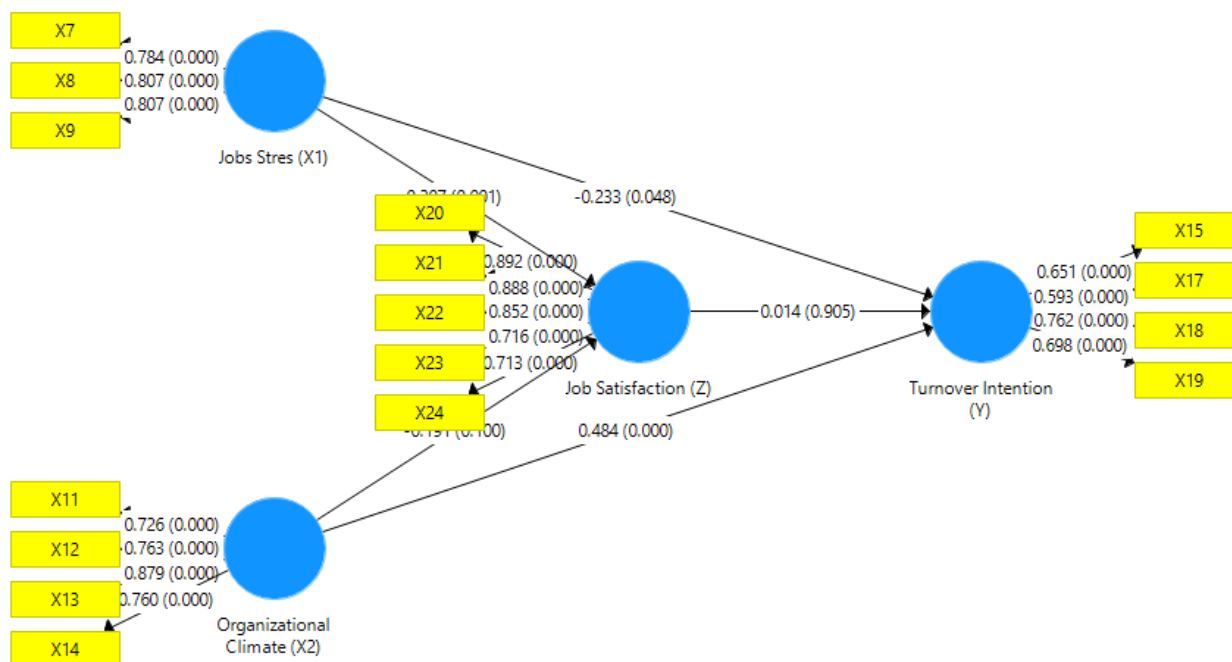 X7
0.784 (0.000)
X8
0.807 (0.000)
0.807 (0.000)
X9
Jobs Stres (X1)
-0.233 (0.048)
X20
X21
0.892 (0.000)
0.888 (0.000)
X22
0.852 (0.000)
0.716 (0.000)
X23
0.713 (0.000)
X24
Job Satisfaction (Z)
0.014 (0.905)
X15
0.651 (0.000)
X17
0.593 (0.000)
0.762 (0.000)
X18
0.698 (0.000)
X19
Turnover Intention
(Y)
-0.191 (0.100)
0.484 (0.000)
X11
0.726 (0.000)
X12
0.763 (0.000)
0.879 (0.000)
X13
0.760 (0.000)
X14
Organizational
Climate (X2)